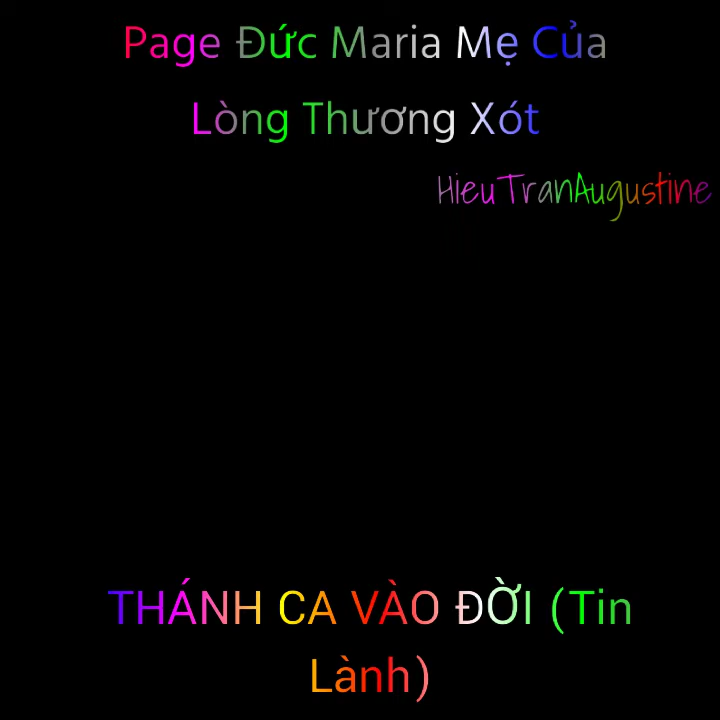 Page Đức Maria Mẹ Của
Lòng Thương Xót
HieuTranAugustine
THÁNH CA VÀO ĐỜI (Tin
Lành)